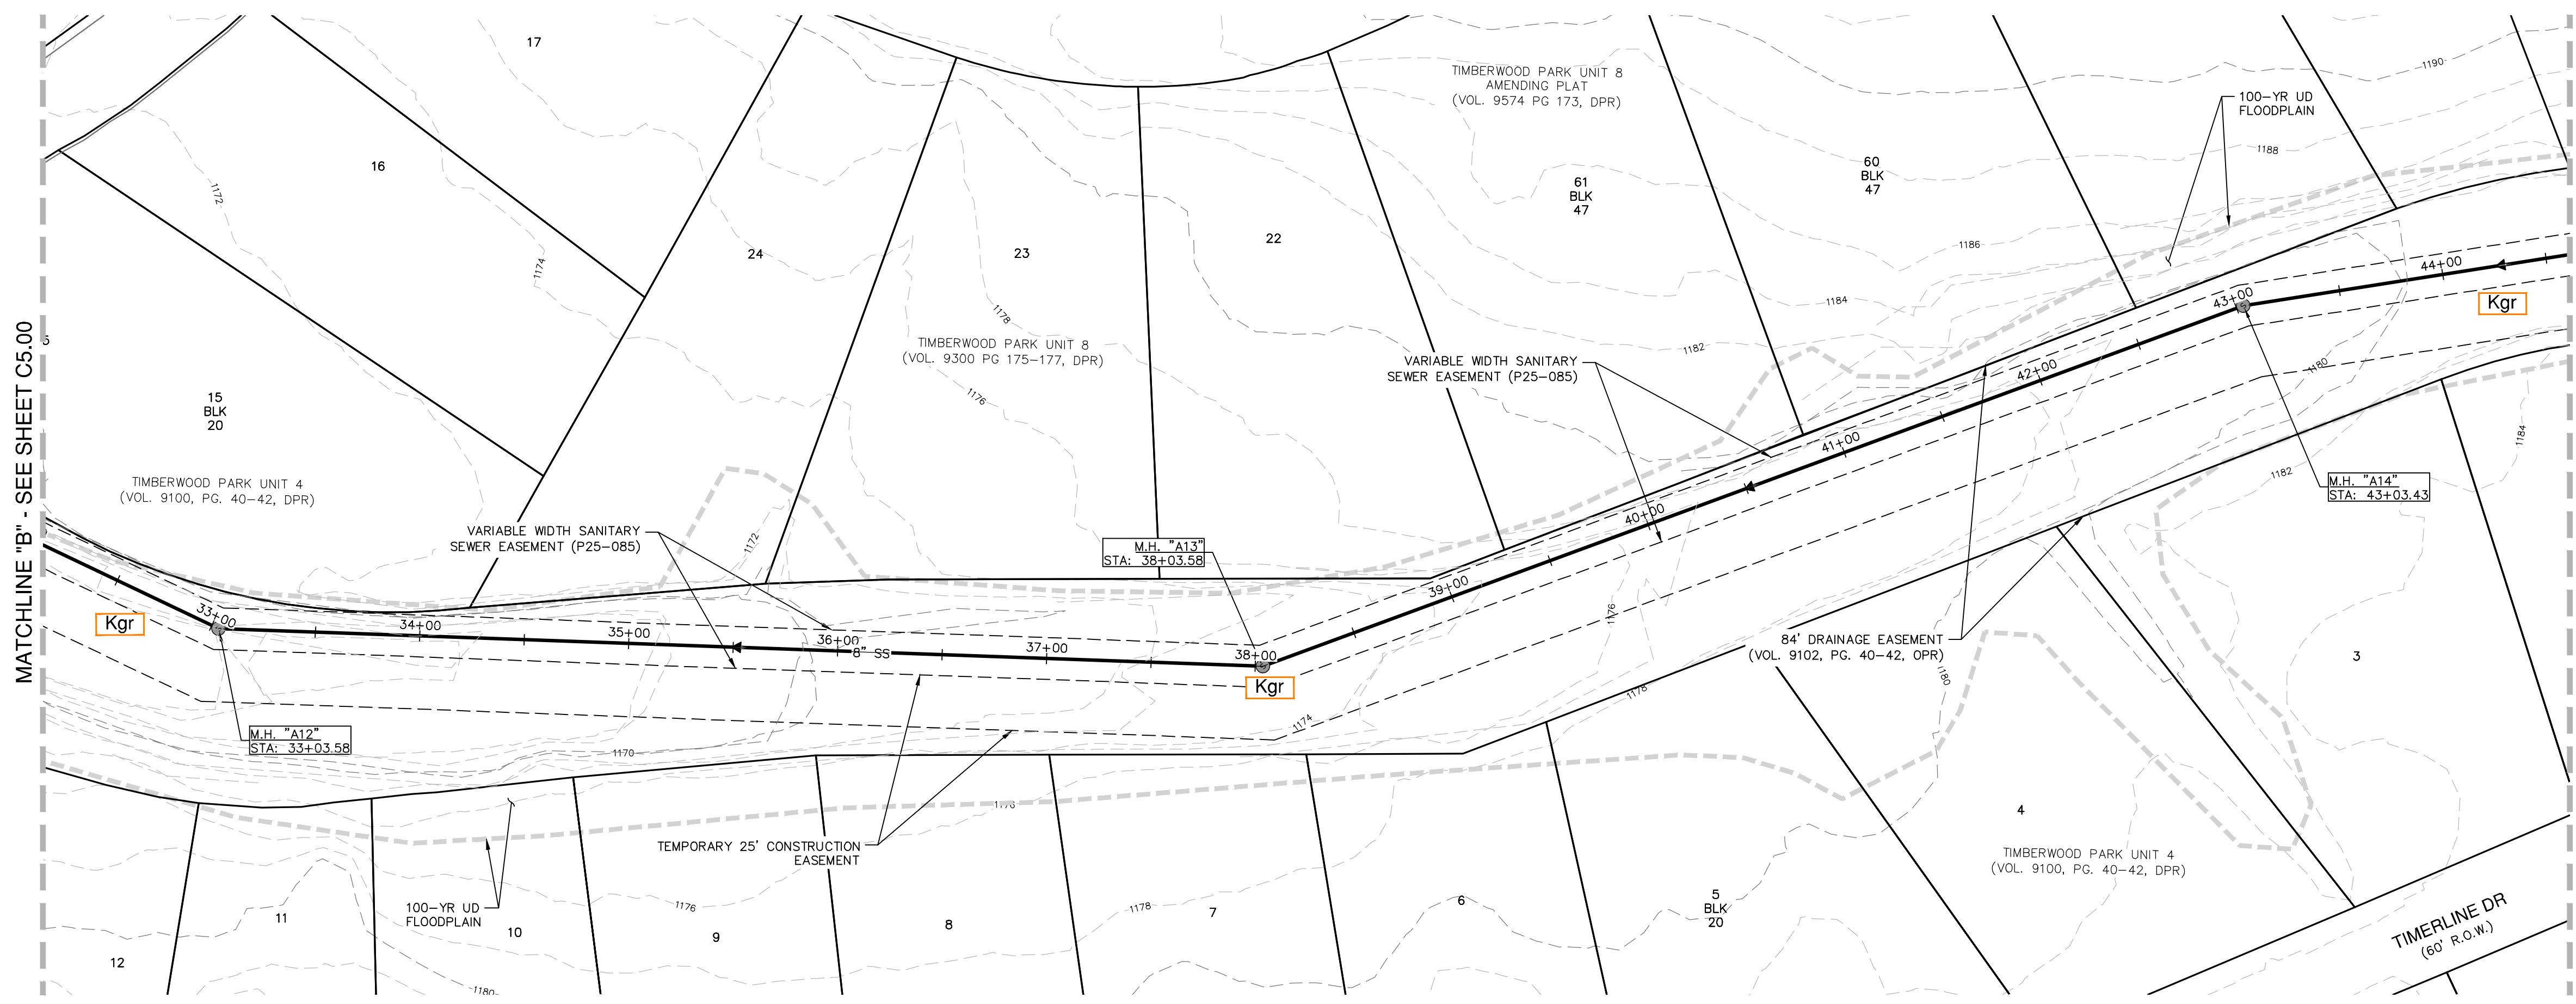 17
TIMBERWOOD PARK UNIT 8
AMENDING PLAT
(VOL. 9574 PG 173, DPR)
1190
100-YR UD
FLOODPLAIN
1188
16
60
BLK
47
61
BLK
47
1172
22
1186
24
23
1174
44+00
43+00
Kgr
1184
1178
TIMBERWOOD PARK UNIT 8
(VOL. 9300 PG 175-177, DPR)
1182
VARIABLE WIDTH SANITARY
SEWER EASEMENT (P25-085)
1180
42+00
MATCHLINE "B" - SEE SHEET C5.00
15
BLK
20
1176
41+00
1184
TIMBERWOOD PARK UNIT 4
(VOL. 9100, PG. 40-42, DPR)
1182
M.H. "A14"
STA: 43+03.43
40+00
VARIABLE WIDTH SANITARY
SEWER EASEMENT (P25-085)
1172
M.H. "A13"
STA: 38+03.58
39+00
1176
33+00
34+00
35+00
36+00
37+00
38+00
8" SS
Kgr
Kgr
84' DRAINAGE EASEMENT
(VOL. 9102, PG. 40-42, OPR)
1180
3
1178
1174
M.H. "A12"
STA: 33+03.58
1170
1176
4
TEMPORARY 25' CONSTRUCTION
EASEMENT
TIMBERWOOD PARK UNIT 4
(VOL. 9100, PG. 40-42, DPR)
100-YR UD
FLOODPLAIN
1176
1178
5
BLK
20
6
7
8
9
10
11
12
1180
TIMERLINE DR
(60' R.O.W.)